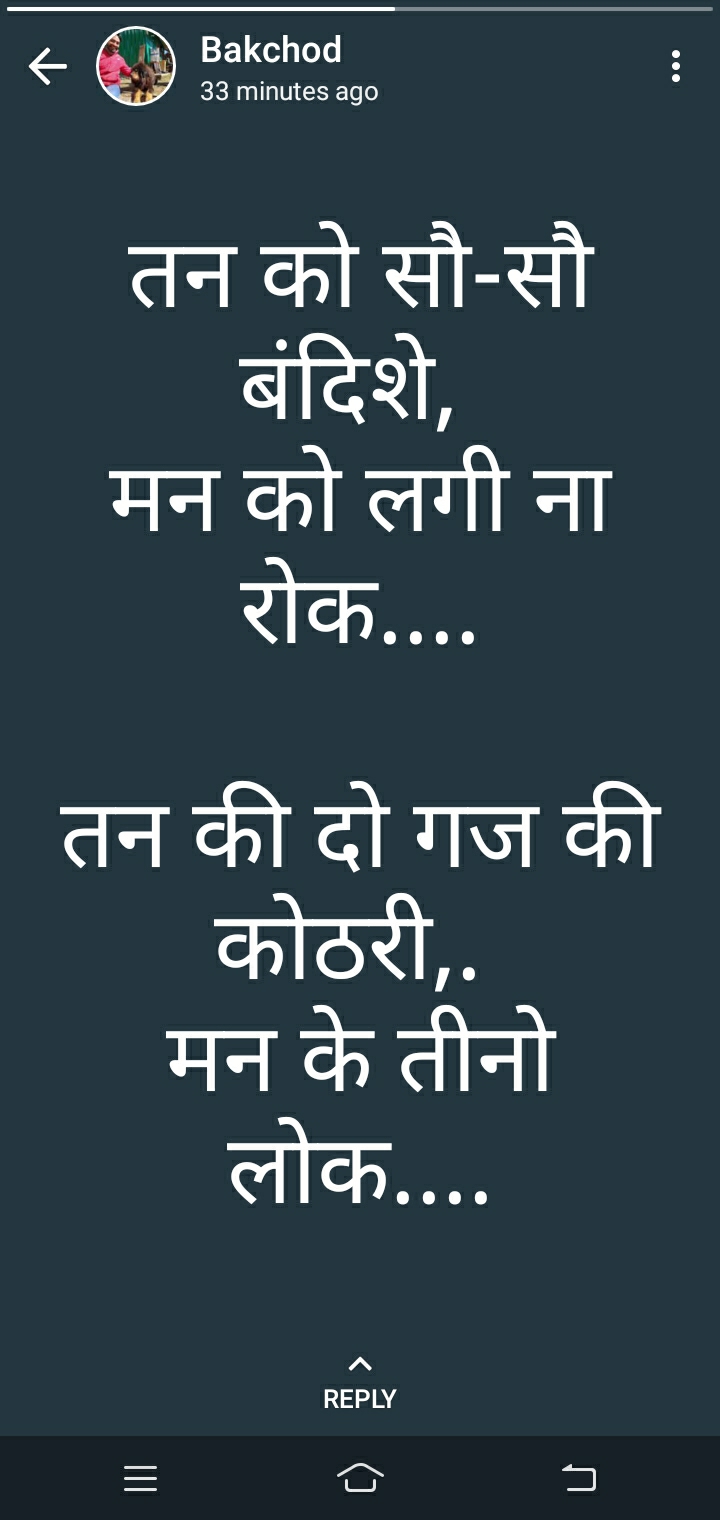 Bakchod
33 minutes ago
तन को सौ-सौ
बंदिशे,
मन को लगी ना
रोक....
तन की दो गज की
कोठरी,.
मन के तीनो
लोक....
REPLY